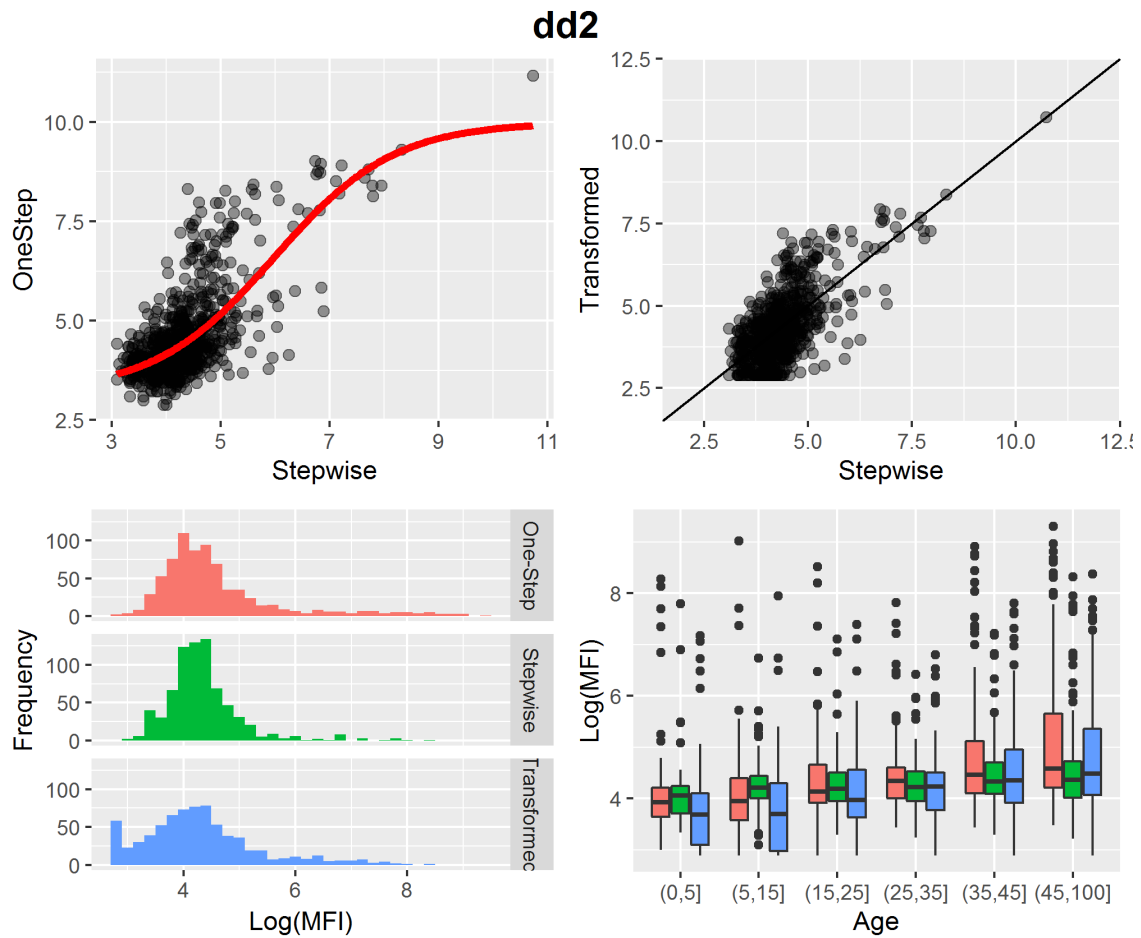 dd2
OneStep
10.0
7.5
5.0
2.5
3 5 7 9 11
Stepwise
Transformed
12.5
10.0
7.5
5.0
2.5
2.5 5.0 7.5 10.0 12.5
Stepwise
Frequency
100
50
0
One-Step
100
50
0
Stepwise
100
50
0
Transformed
4 6 8
Log(MFI)
Log(MFI)
8
6
4
(0,5] (5,15] (15,25] (25,35] (35,45] (45,100]
Age